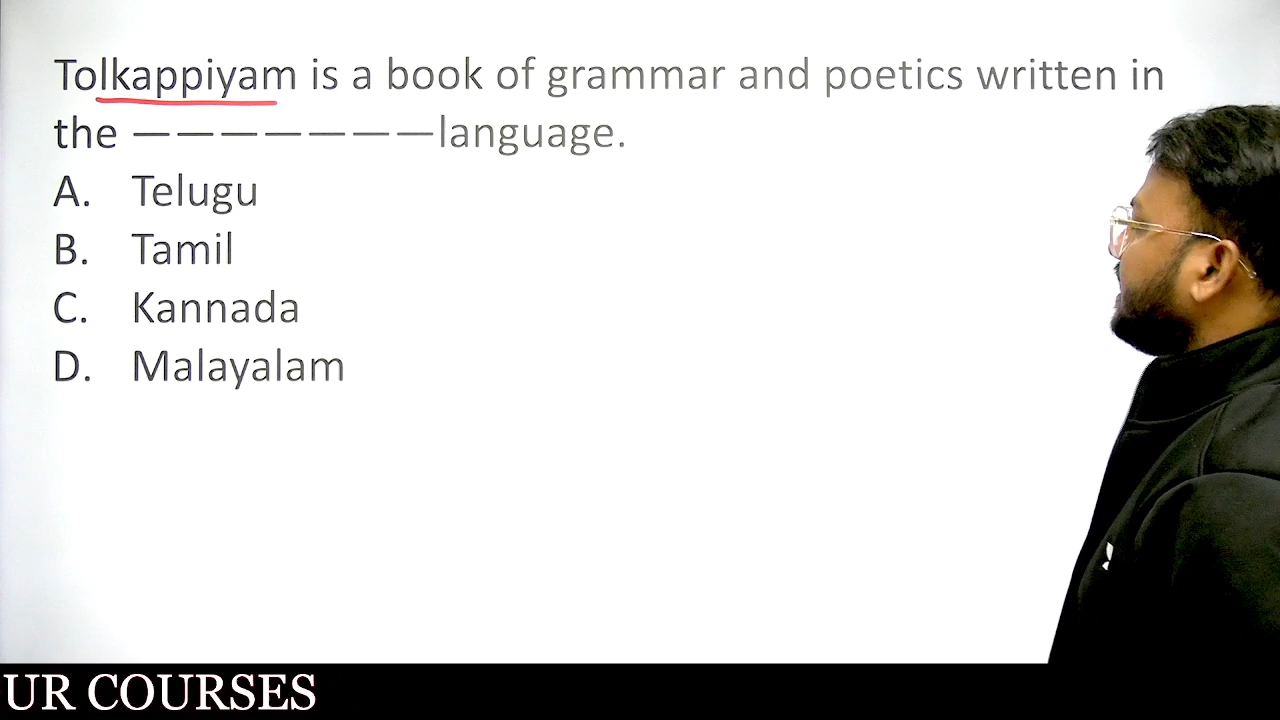 Tolkappiyam is a book of grammar and poetics written in
the ———————language.
A. Telugu
B. Tamil
C. Kannada
D. Malayalam
UR COURSES